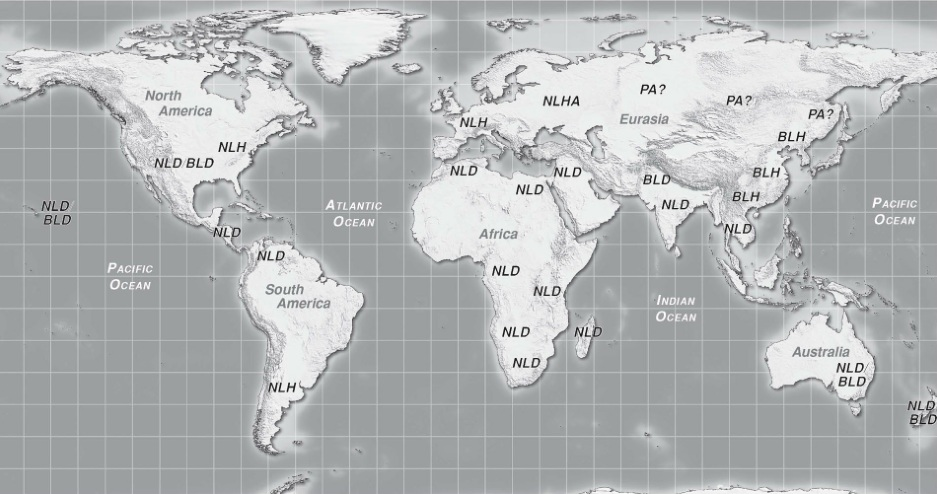 North
America
PA?
PA?
NLHA
PA?
Eurasia
NLH
BLH
NLH
NLD BLD
NLD
NLD
BLH
BLD
NLD
BLH
NLD
NLD
BLD
ATLANTIC
OCEAN
PACIFIC
OCEAN
NLD
NLD
Africa
NLD
NLD
PACIFIC
OCEAN
NLD
South
America
NLD
INDIAN
OCEAN
NLD
NLD
NLD
Australia
NLD
NLD
BLD
NLH
NLD
BLD